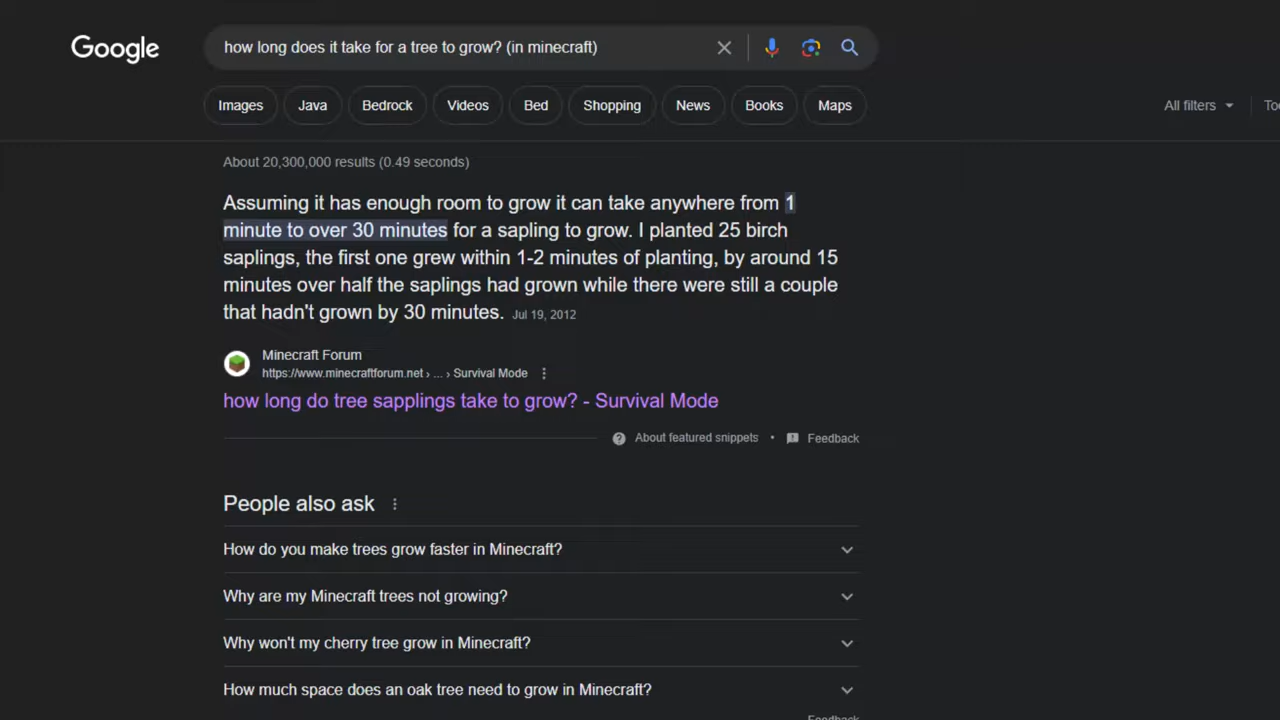 Google
how long does it take for a tree to grow? (in minecraft)
Images Java Bedrock Videos Bed Shopping News Books Maps All filters
About 20,300,000 results (0.49 seconds)
Assuming it has enough room to grow it can take anywhere from 1
minute to over 30 minutes for a sapling to grow. I planted 25 birch
saplings, the first one grew within 1-2 minutes of planting, by around 15
minutes over half the saplings had grown while there were still a couple
that hadn't grown by 30 minutes. Jul 19, 2012
Minecraft Forum
https://www.minecraftforum.net › ... › Survival Mode
how long do tree sapplings take to grow? - Survival Mode
About featured snippets • Feedback
People also ask
How do you make trees grow faster in Minecraft?
Why are my Minecraft trees not growing?
Why won't my cherry tree grow in Minecraft?
How much space does an oak tree need to grow in Minecraft?
Feedback